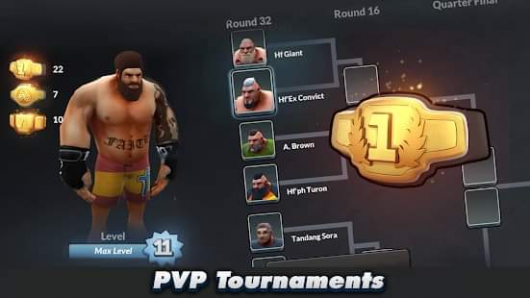 Round 32
Round 16
Quarter Final
22
7
10
Hf Giant
Hf'Ex Convict
A. Brown
Hf'ph Turon
Tandang Sora
1
FAITH
Level
Max Level
11
PVP Tournaments